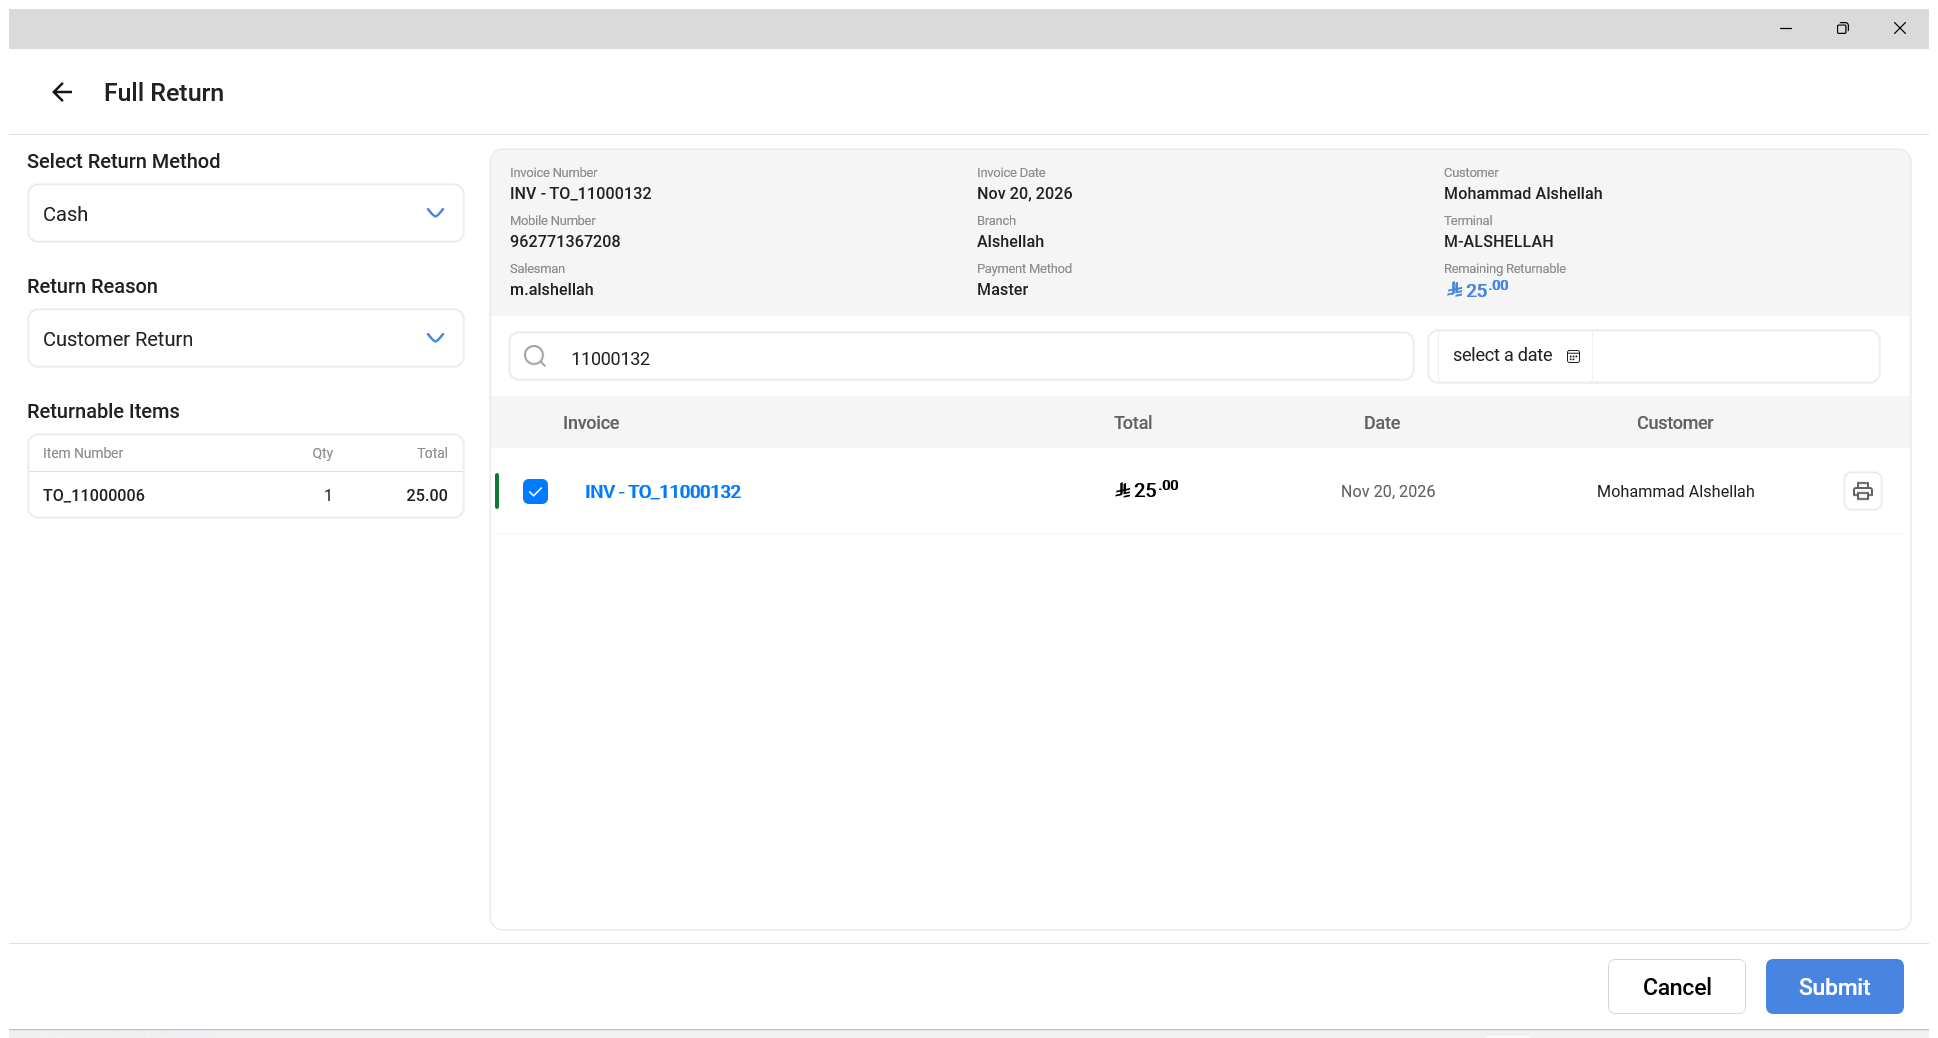 Full Return
Select Return Method
Cash
Return Reason
Customer Return
Returnable Items
Item Number Qty Total
TO_11000006 1 25.00
Invoice Number Invoice Date Customer
INV - TO_11000132 Nov 20, 2026 Mohammad Alshellah
Mobile Number Branch Terminal
962771367208 Alshellah M-ALSHELLAH
Salesman Payment Method Remaining Returnable
m.alshellah Master 25.00
11000132 select a date
Invoice Total Date Customer
INV - TO_11000132 25.00 Nov 20, 2026 Mohammad Alshellah
Cancel Submit